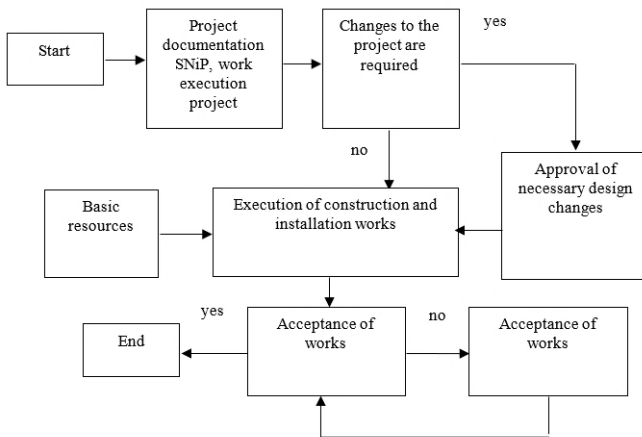 Start
Project
documentation
SNiP, work
execution
project
Changes to the
project are
required
yes
no
Approval of
necessary design
changes
Basic
resources
Execution of construction and
installation works
yes
End
Acceptance of
works
no
Acceptance of
works